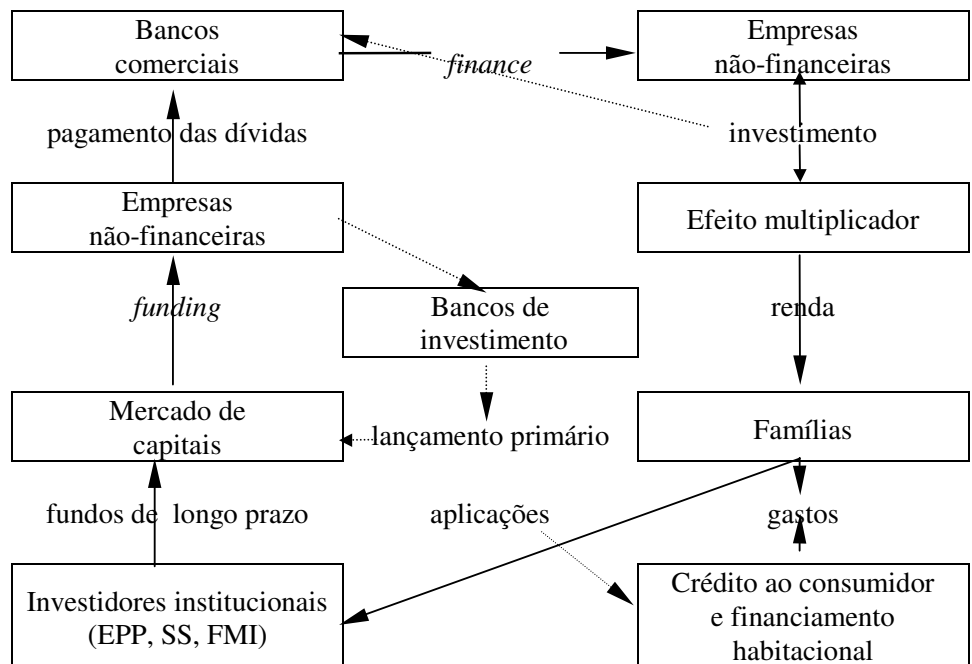 Bancos
comerciais
finance
Empresas
não-financeiras
pagamento das dívidas
investimento
Empresas
não-financeiras
Efeito multiplicador
funding
Bancos de
investimento
renda
Mercado de
capitais
lançamento primário
Famílias
fundos de longo prazo
aplicações
gastos
Investidores institucionais
(EPP, SS, FMI)
Crédito ao consumidor
e financiamento
habitacional